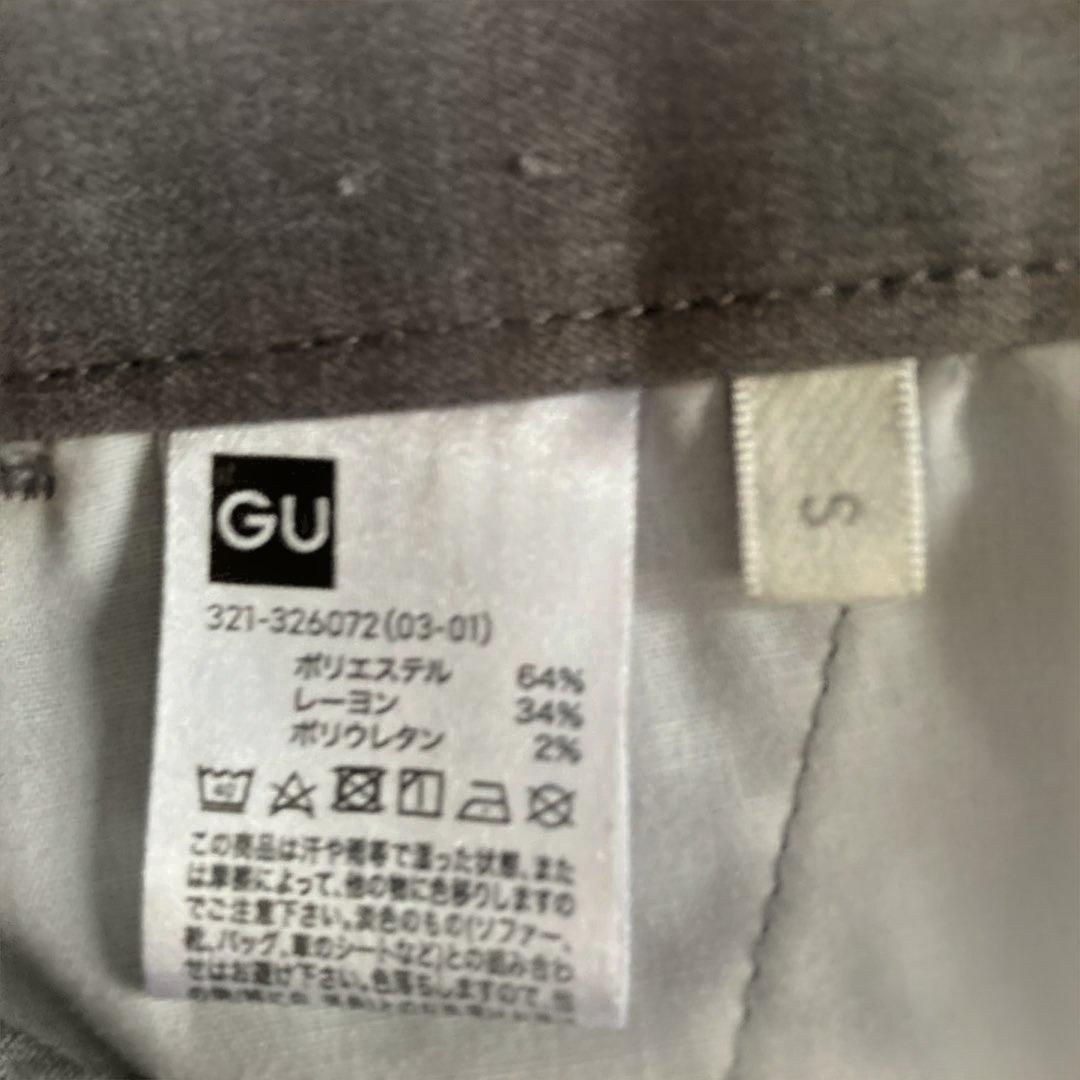 GU
321-326072(03-01)
ポリエステル 64%
レーヨン 34%
ポリウレタン 2%
40
この商品は汗や雨等で湿った状態、また
は摩擦によって、他の物に色移りしますの
でご注意下さい。淡色のもの(ソファー、
靴、バッグ、車のシートなど)との組み合わ
せはお避け下さい。色落ちしますので、他
S